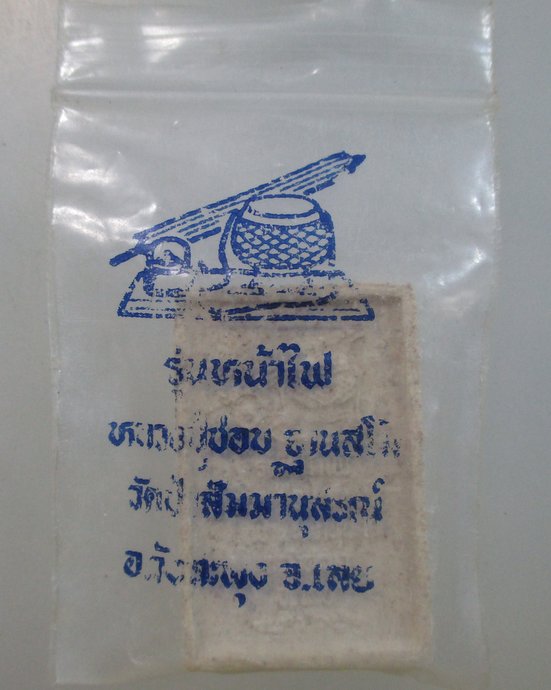 รุ่นหน้าไฟ
หลวงปู่ชอบ ฐานสโม
วัดป่าสัมมานุสรณ์
อ.วังสะพุง จ.เลย